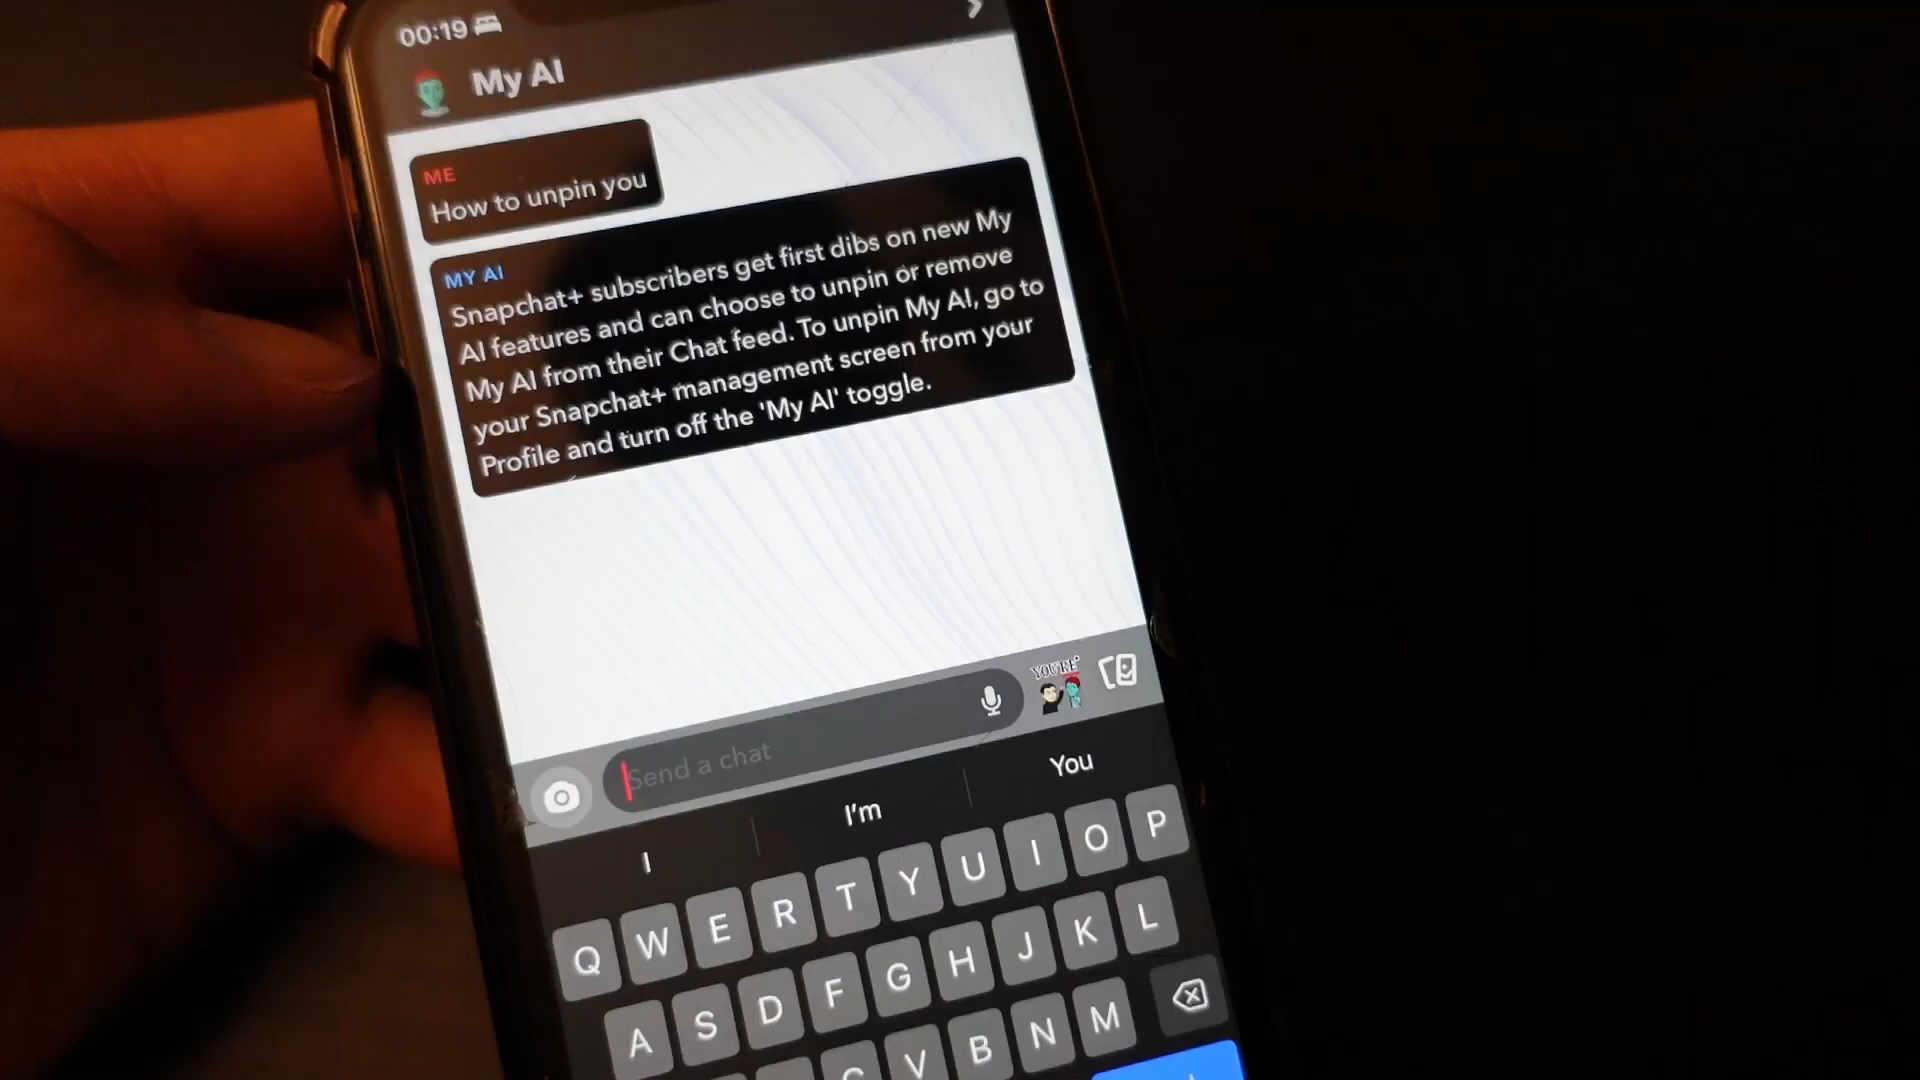 00:19
My AI
ME
How to unpin you
MY AI
Snapchat+ subscribers get first dibs on new My
AI features and can choose to unpin or remove
My AI from their Chat feed. To unpin My AI, go to
your Snapchat+ management screen from your
Profile and turn off the 'My AI' toggle.
YOU'RE
Send a chat
I
I'm
You
Q W E R T Y U I O P
A S D F G H J K L
C V B N M